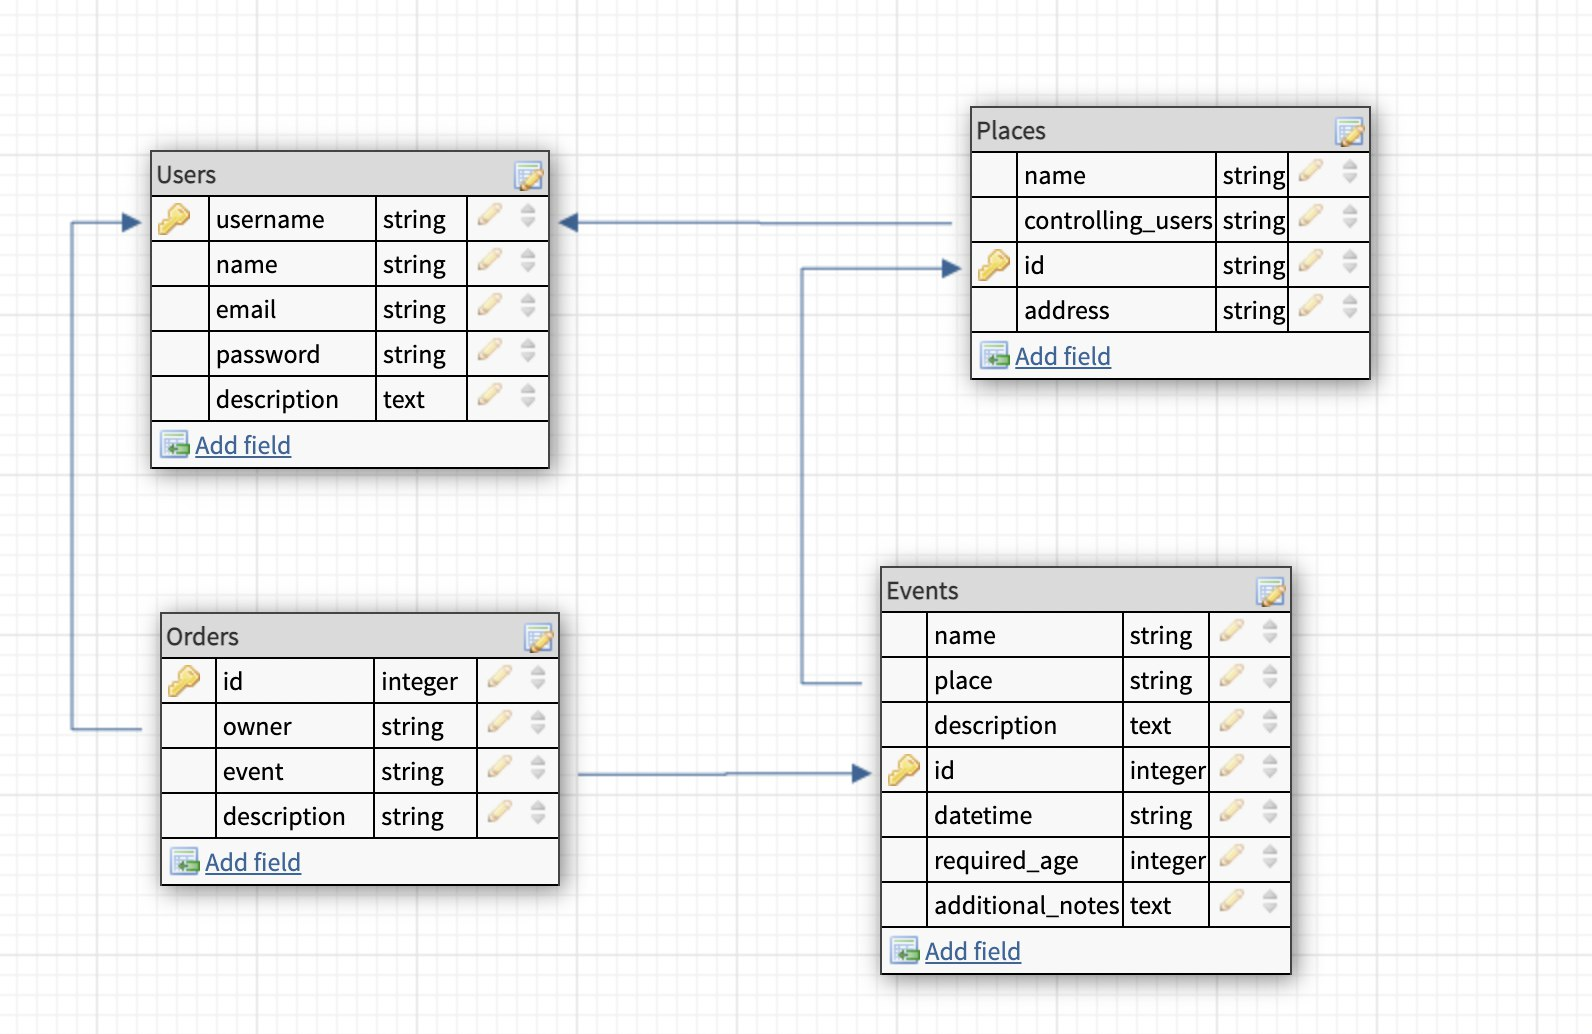 Users
username string
name string
email string
password string
description text
Add field
Places
name string
controlling_users string
id string
address string
Add field
Orders
id integer
owner string
event string
description string
Add field
Events
name string
place string
description text
id integer
datetime string
required_age integer
additional_notes text
Add field